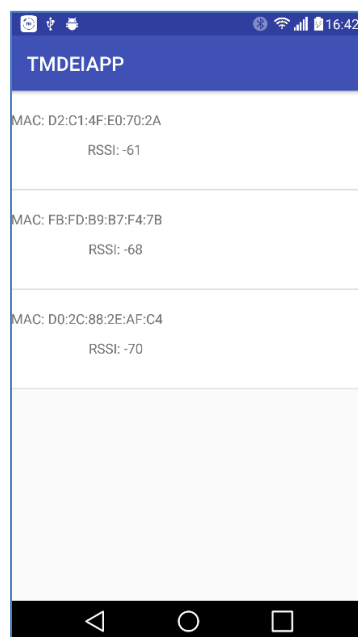 16:42
TMDEIAPP
MAC: D2:C1:4F:E0:70:2A
RSSI: -61
MAC: FB:FD:B9:B7:F4:7B
RSSI: -68
MAC: D0:2C:88:2E:AF:C4
RSSI: -70